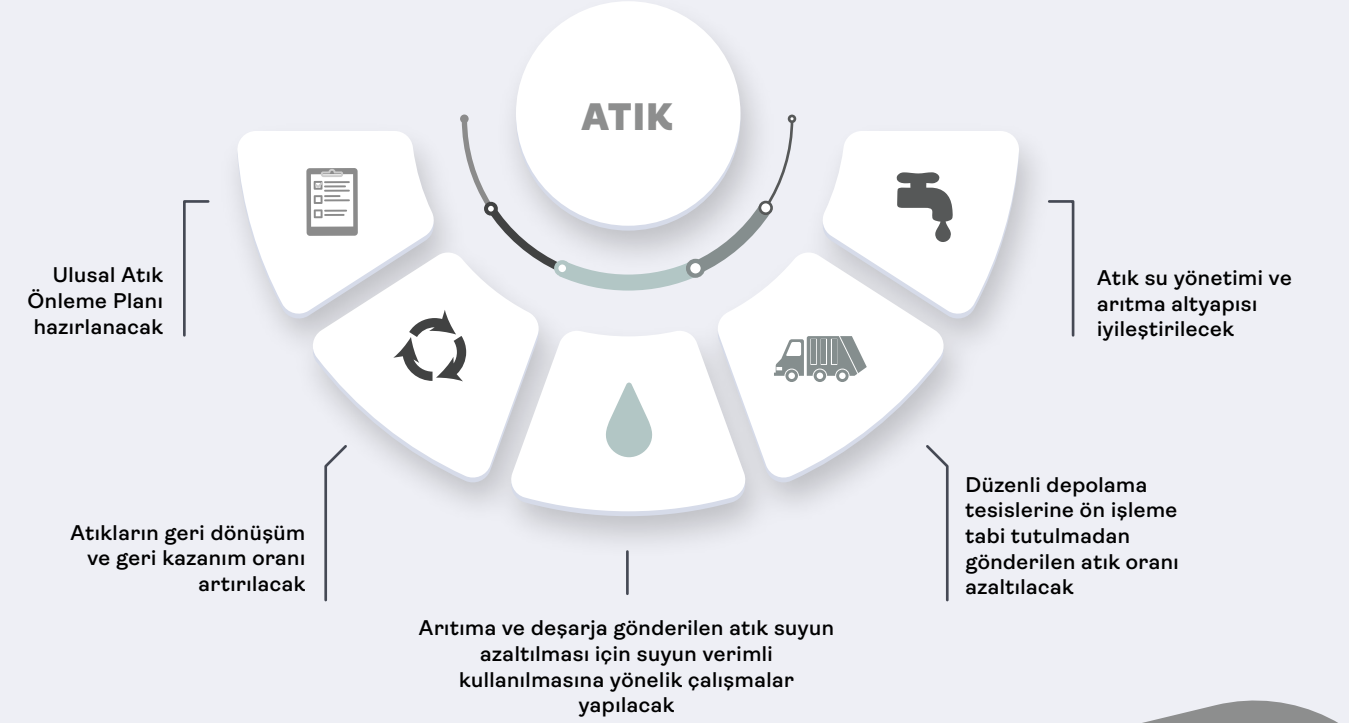 ATIK
Ulusal Atık
Önleme Planı
hazırlanacak
Atıkların geri dönüşüm
ve geri kazanım oranı
artırılacak
Arıtıma ve deşarja gönderilen atık suyun
azaltılması için suyun verimli
kullanılmasına yönelik çalışmalar
yapılacak
Düzenli depolama
tesislerine ön işleme
tabi tutulmadan
gönderilen atık oranı
azaltılacak
Atık su yönetimi ve
arıtma altyapısı
iyileştirilecek